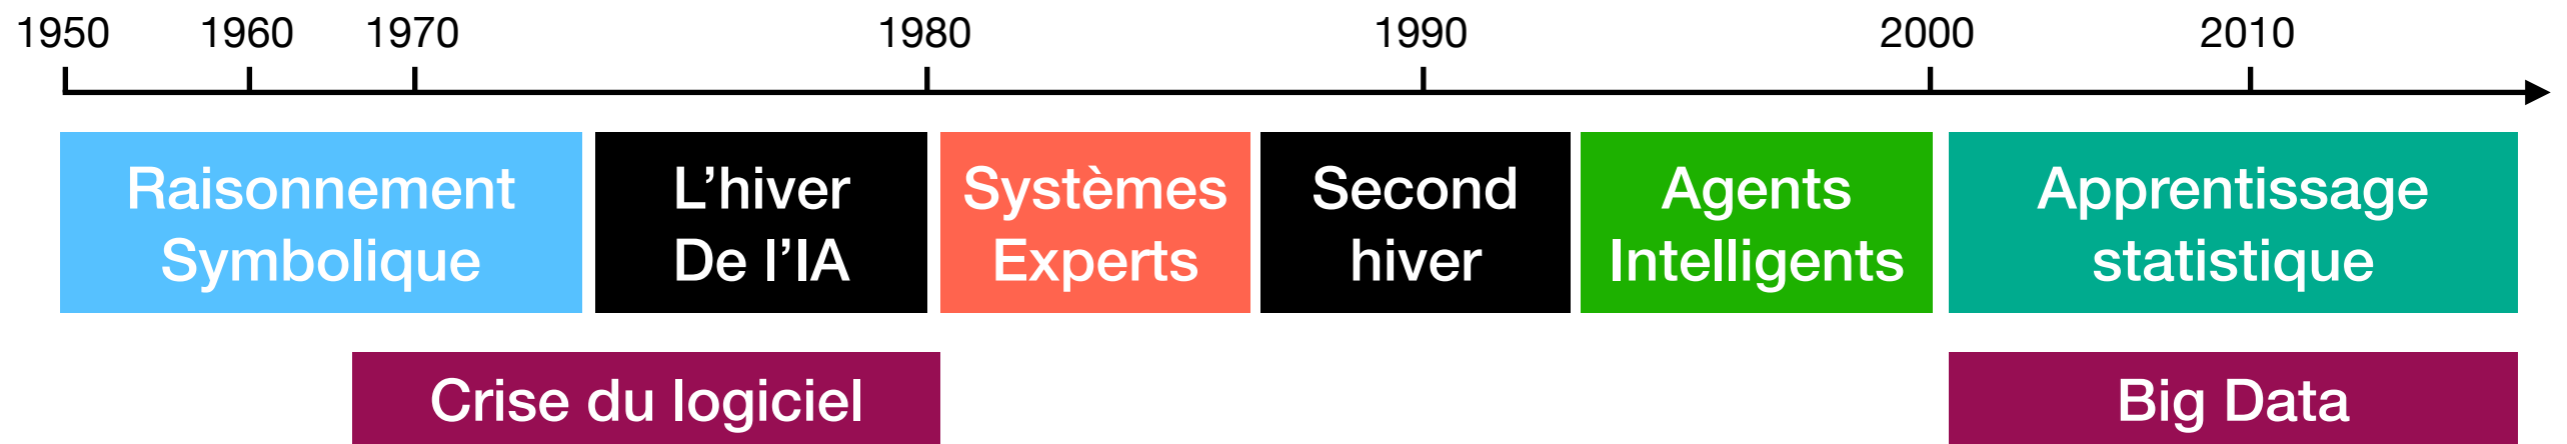 1950 1960 1970 1980 1990 2000 2010
Raisonnement
Symbolique
L'hiver
De l'IA
Systèmes
Experts
Second
hiver
Agents
Intelligents
Apprentissage
statistique
Crise du logiciel
Big Data